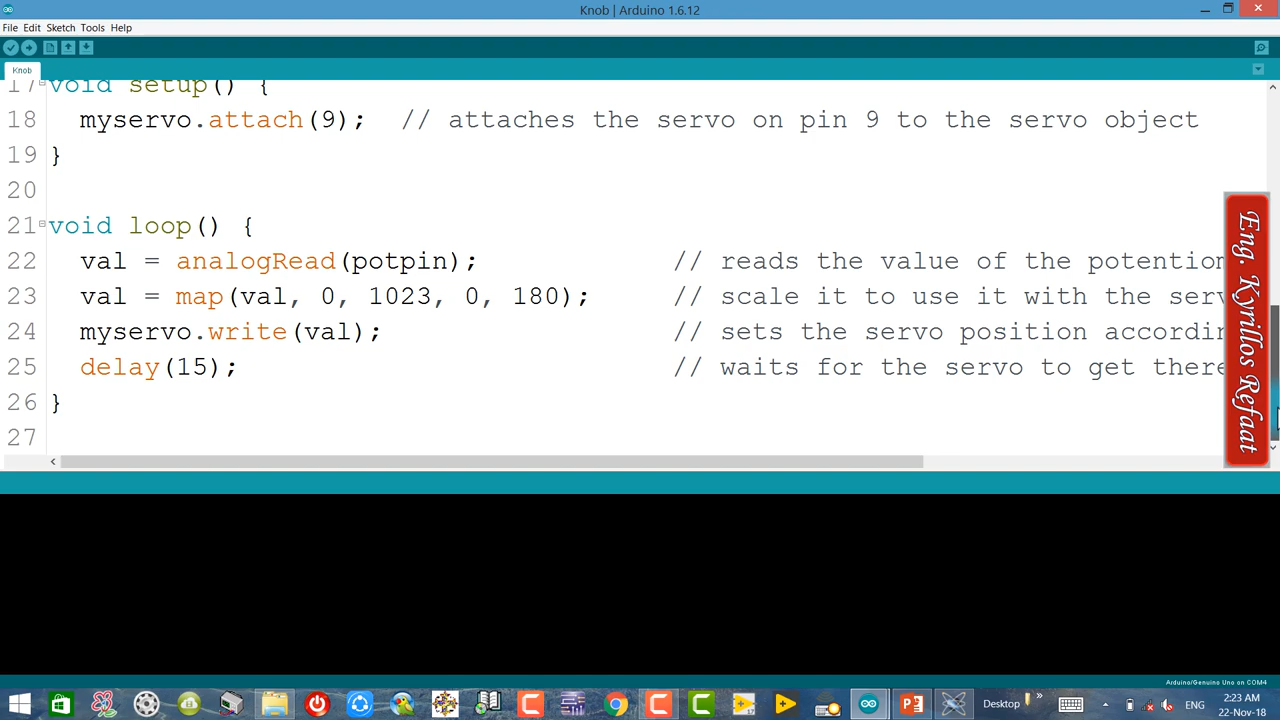 Knob | Arduino 1.6.12
File Edit Sketch Tools Help
Knob
17 void setup() {
18 myservo.attach(9); // attaches the servo on pin 9 to the servo object
19 }
20
21 void loop() {
22 val = analogRead(potpin); // reads the value of the potention
23 val = map(val, 0, 1023, 0, 180); // scale it to use it with the serv
24 myservo.write(val); // sets the servo position accordin
25 delay(15); // waits for the servo to get there
26 }
27
Eng. Kyrillos Refaat
Arduino/Genuino Uno on COM4
Desktop
ENG
2:23 AM
22-Nov-18